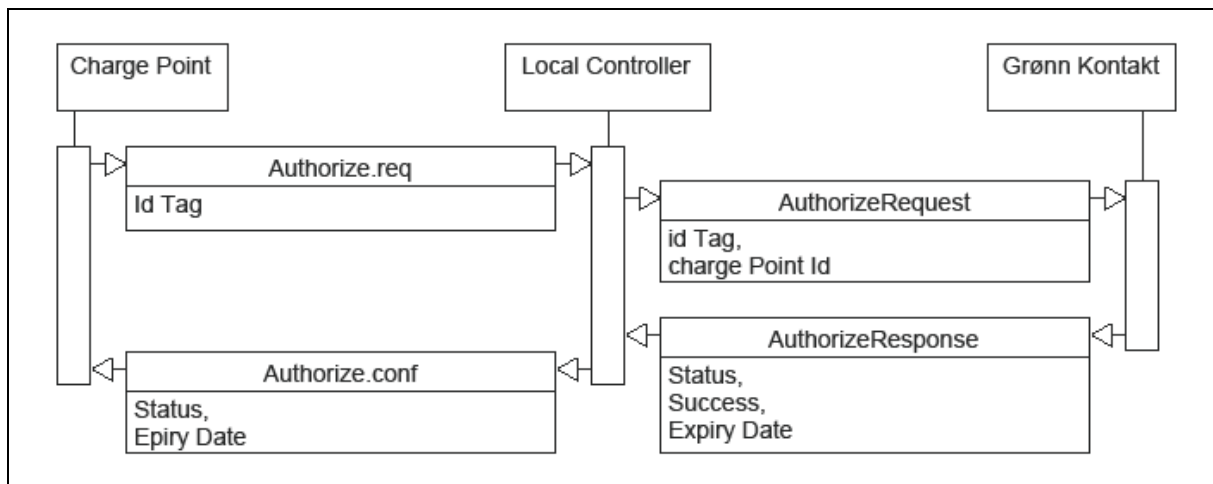 Charge Point
Local Controller
Grønn Kontakt
Authorize.req
Id Tag
AuthorizeRequest
id Tag,
charge Point Id
AuthorizeResponse
Status,
Success,
Expiry Date
Authorize.conf
Status,
Epiry Date